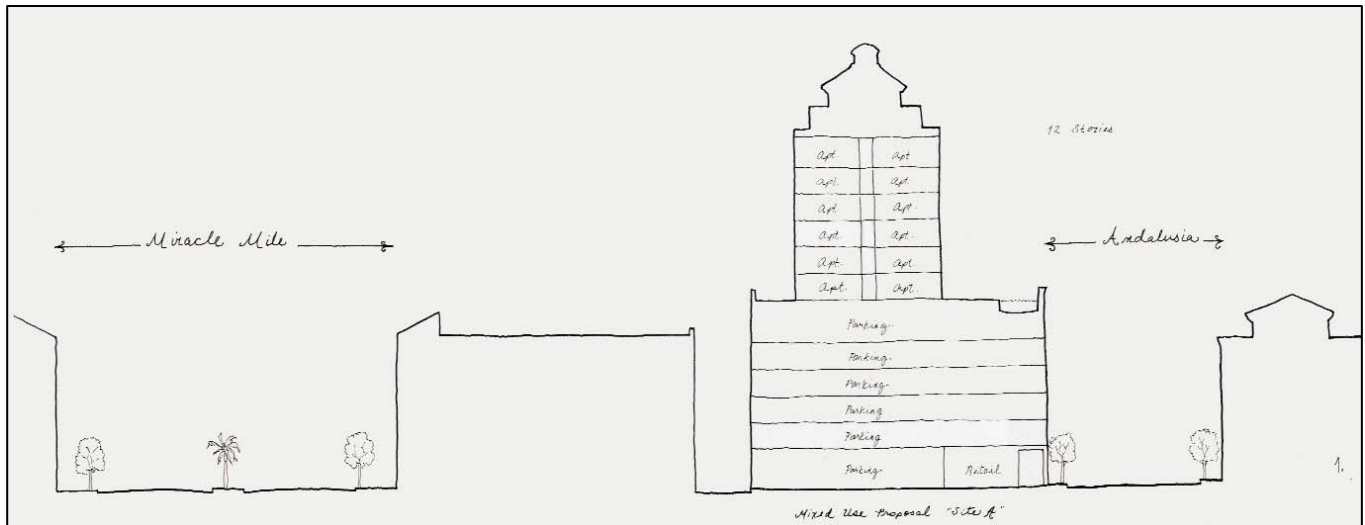 12 Stories
Apt. Apt
Apt. Apt.
Apt Apt.
Apt. Apt.
Apt. Apt.
Apt. Apt.
Miracle Mile
Andalusia
Parking
Parking
Parking
Parking
Parking
Parking Retail
1.
Mixed Use Proposal "Site A"